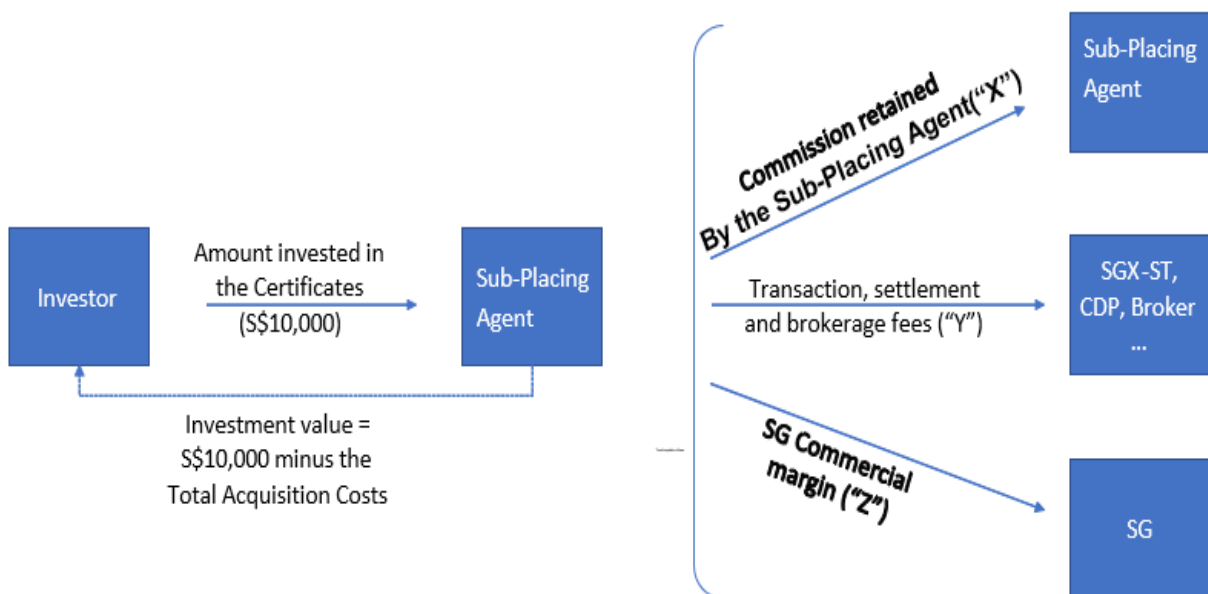 Investor
Amount invested in
the Certificates
(S$10,000)
Sub-Placing
Agent
Investment value =
S$10,000 minus the
Total Acquisition Costs
Commission retained
By the Sub-Placing Agent(“X”)
Sub-Placing
Agent
Transaction, settlement
and brokerage fees (“Y”)
SGX-ST,
CDP, Broker
...
SG Commercial
margin (“Z”)
SG